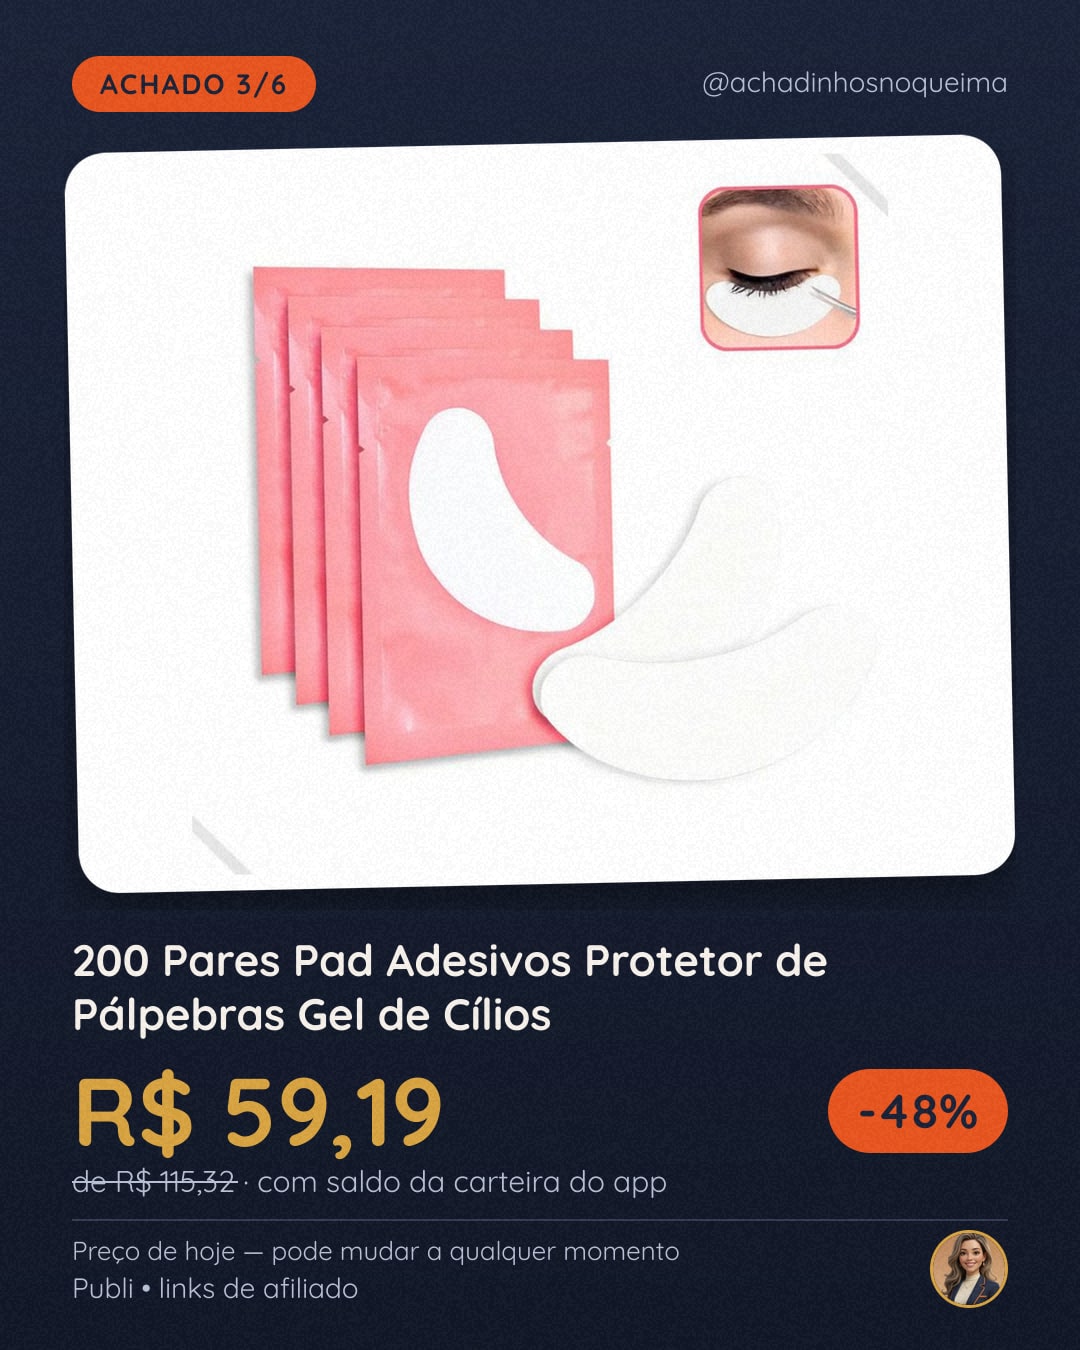 ACHADO 3/6
@achadinhosnoqueima
200 Pares Pad Adesivos Protetor de
Pálpebras Gel de Cílios
R$ 59,19
-48%
de R$ 115,32 · com saldo da carteira do app
Preço de hoje — pode mudar a qualquer momento
Publi • links de afiliado